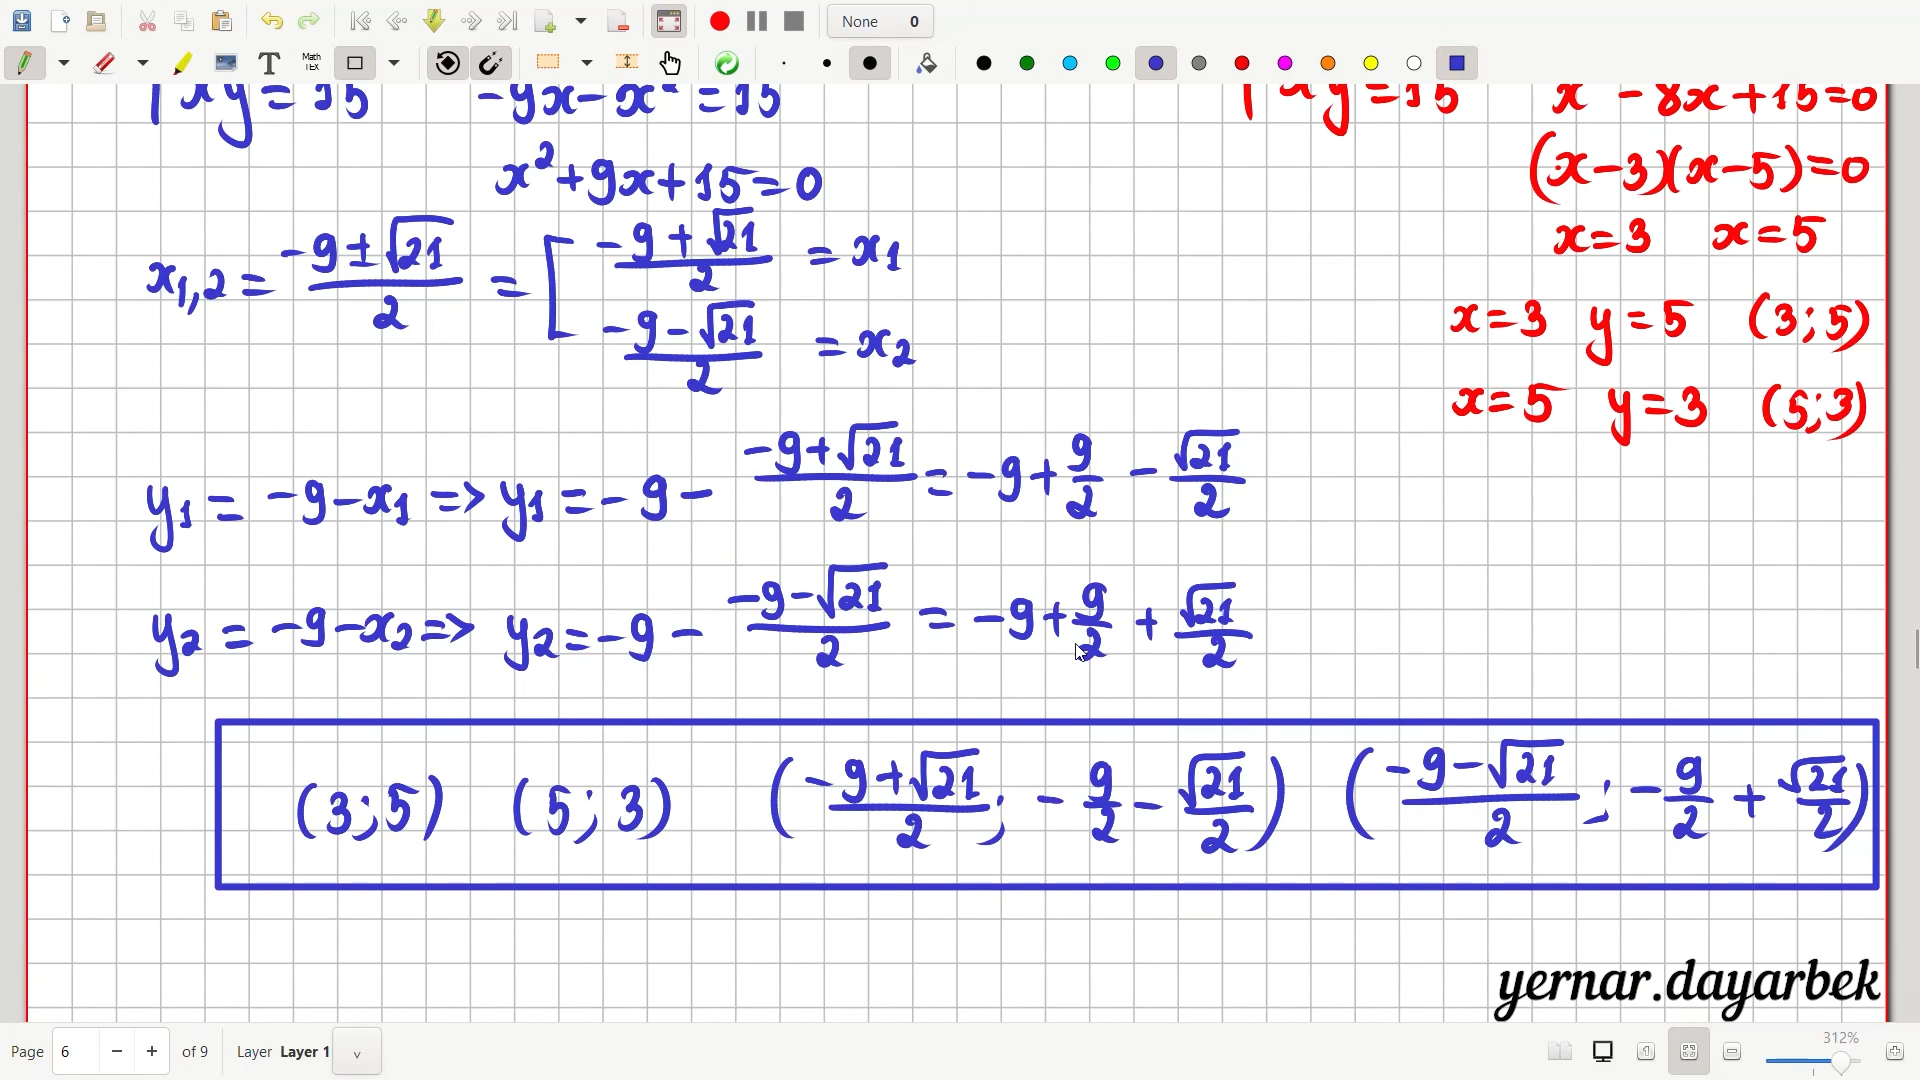 None 0
Math TEX
xy=15 -9x-x²=15
x²+9x+15=0
x1,2 = (-9±√21)/2 = [ (-9+√21)/2 = x1
(-9-√21)/2 = x2
y1 = -9-x1 => y1 = -9 - (-9+√21)/2 = -9 + 9/2 - √21/2
y2 = -9-x2 => y2 = -9 - (-9-√21)/2 = -9 + 9/2 + √21/2
xy=15 x² -8x+15=0
(x-3)(x-5)=0
x=3 x=5
x=3 y=5 (3;5)
x=5 y=3 (5;3)
(3;5) (5;3) ((-9+√21)/2; -9/2 - √21/2) ((-9-√21)/2; -9/2 + √21/2)
yernar.dayarbek
Page 6 of 9 Layer Layer 1 312%